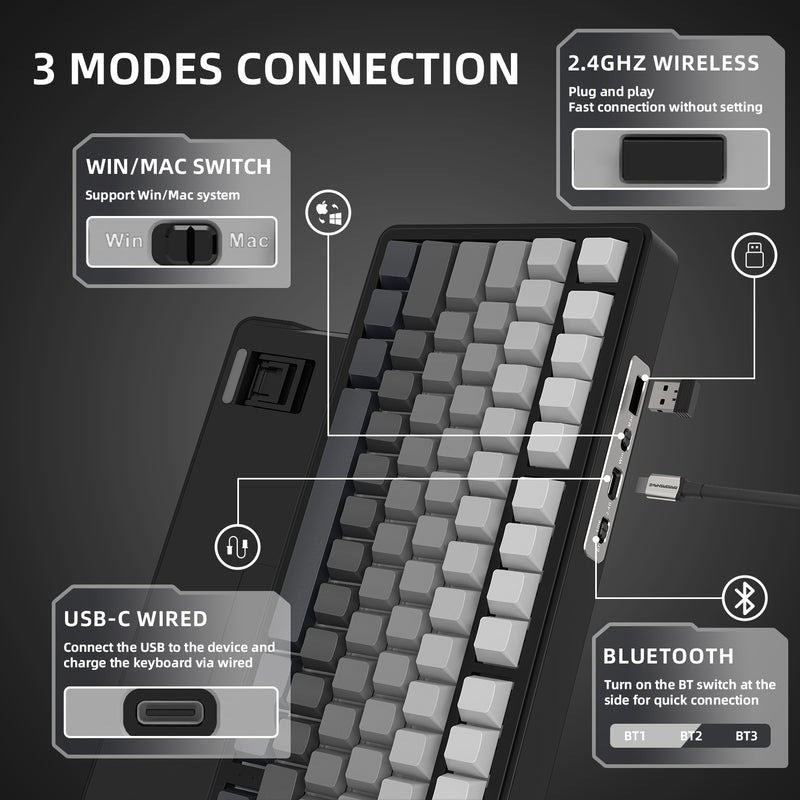 3 MODES CONNECTION
2.4GHZ WIRELESS
Plug and play
Fast connection without setting
WIN/MAC SWITCH
Support Win/Mac system
Win Mac
USB-C WIRED
Connect the USB to the device and
charge the keyboard via wired
BLUETOOTH
Turn on the BT switch at the
side for quick connection
BT1 BT2 BT3